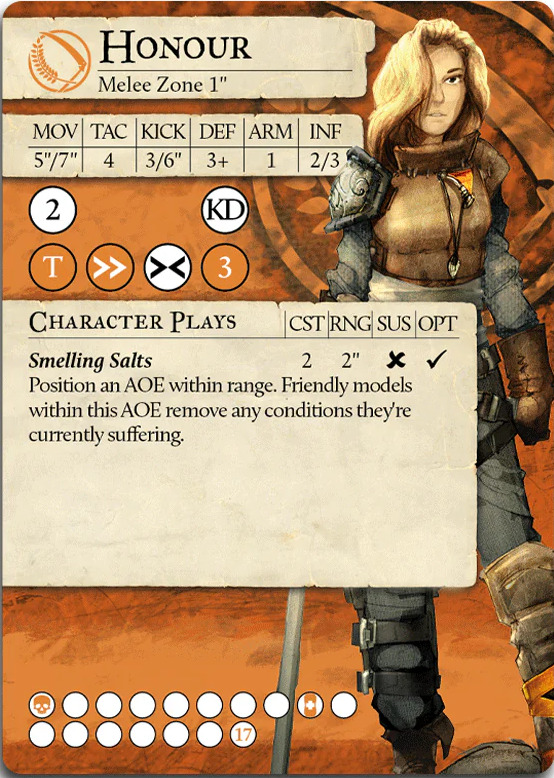 Honour
Melee Zone 1"
MOV TAC KICK DEF ARM INF
5"/7" 4 3/6" 3+ 1 2/3
2 KD
T >> >< 3
Character Plays CST RNG SUS OPT
Smelling Salts 2 2" ✘ ✓
Position an AOE within range. Friendly models
within this AOE remove any conditions they're
currently suffering.
17